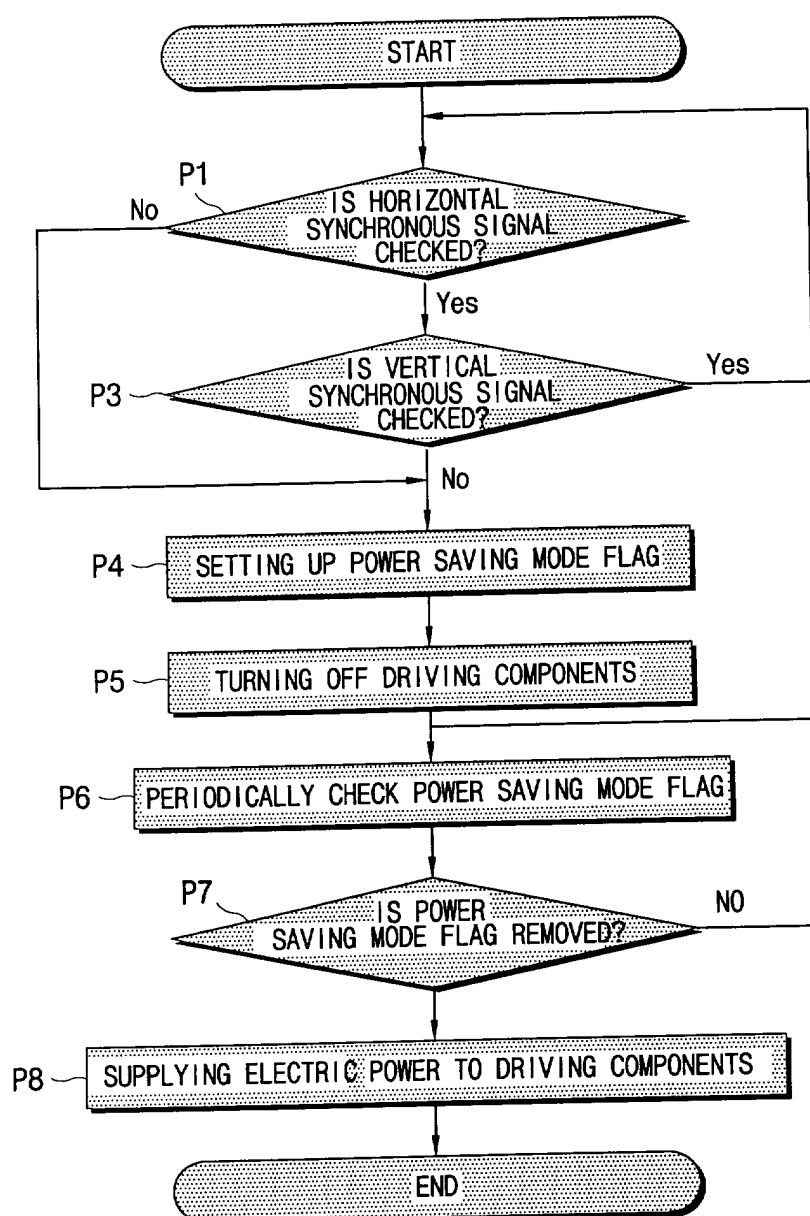 START
P1
No
IS HORIZONTAL
SYNCHRONOUS SIGNAL
CHECKED?
Yes
P3
IS VERTICAL
SYNCHRONOUS SIGNAL
CHECKED?
Yes
No
P4
SETTING UP POWER SAVING MODE FLAG
P5
TURNING OFF DRIVING COMPONENTS
P6
PERIODICALLY CHECK POWER SAVING MODE FLAG
P7
IS POWER
SAVING MODE FLAG REMOVED?
NO
P8
SUPPLYING ELECTRIC POWER TO DRIVING COMPONENTS
END